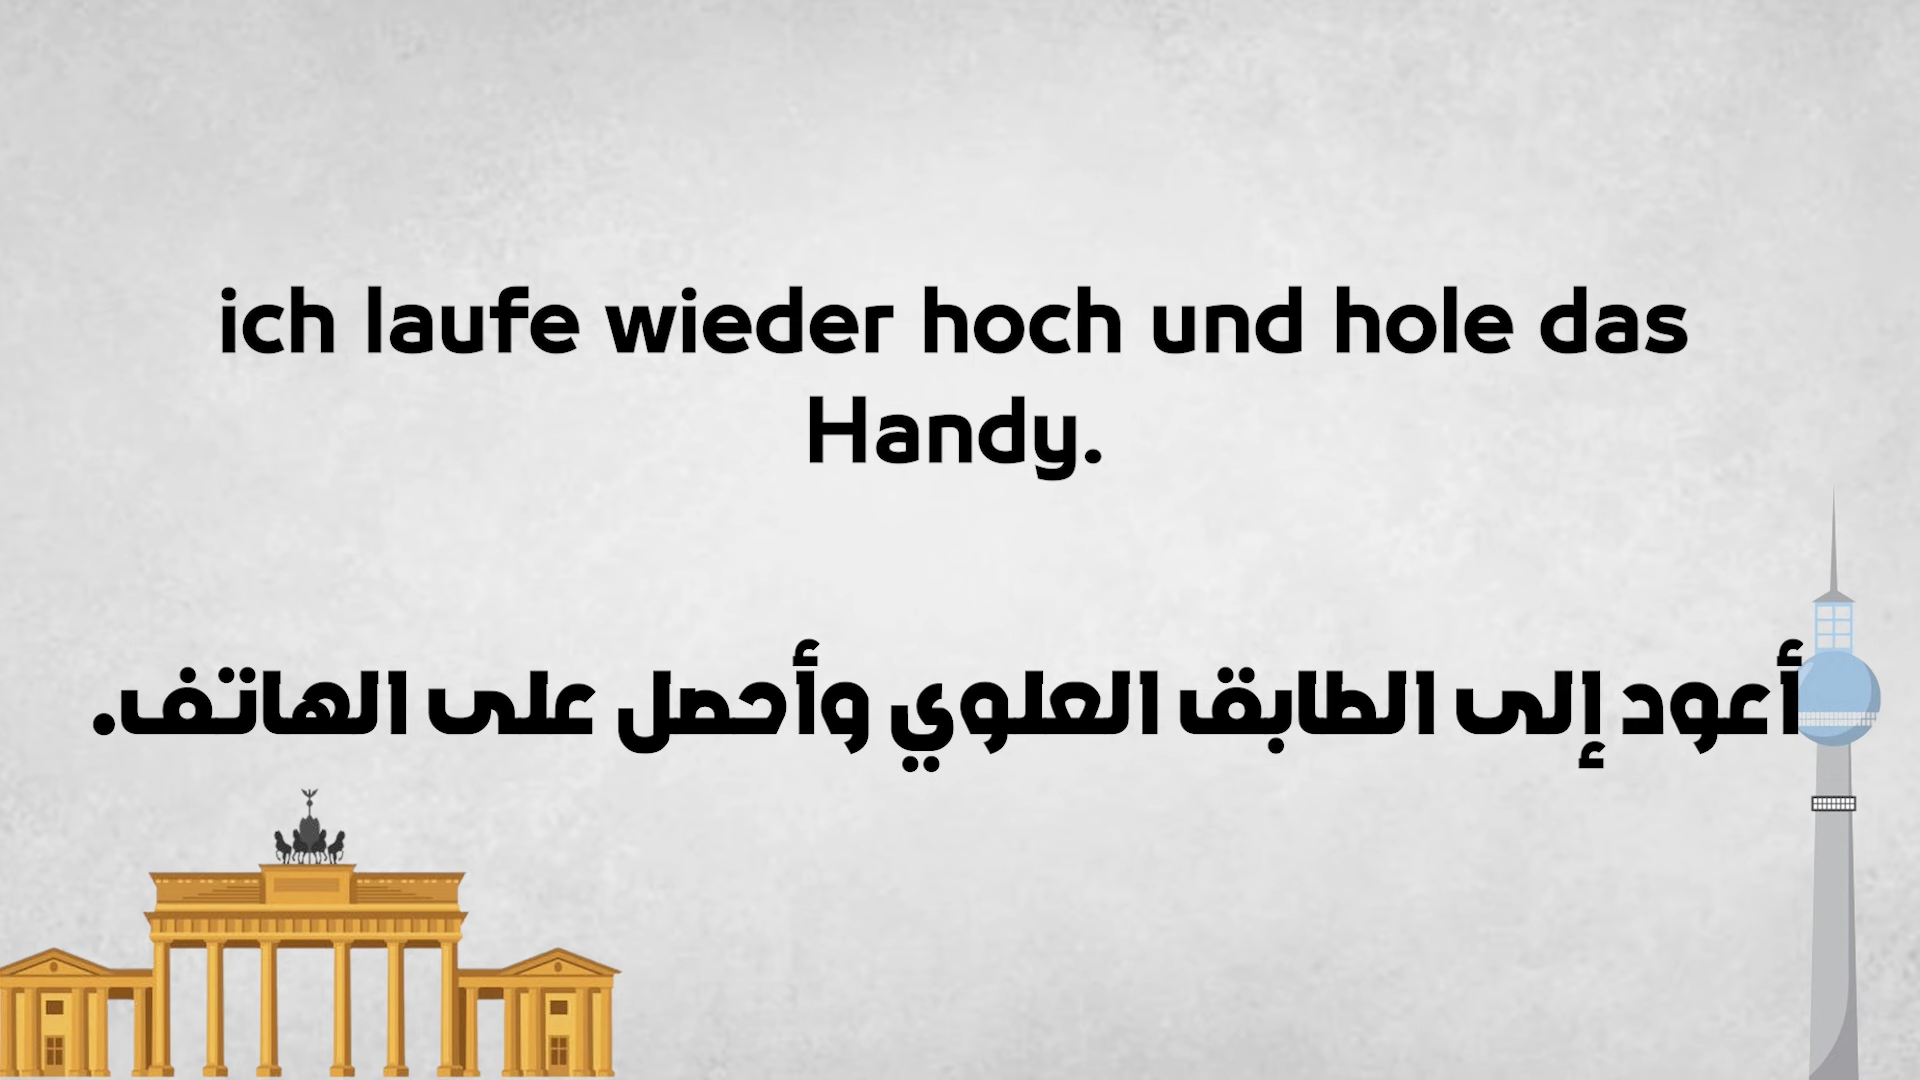 ich laufe wieder hoch und hole das
Handy.
أعود إلى الطابق العلوي وأحصل على الهاتف.